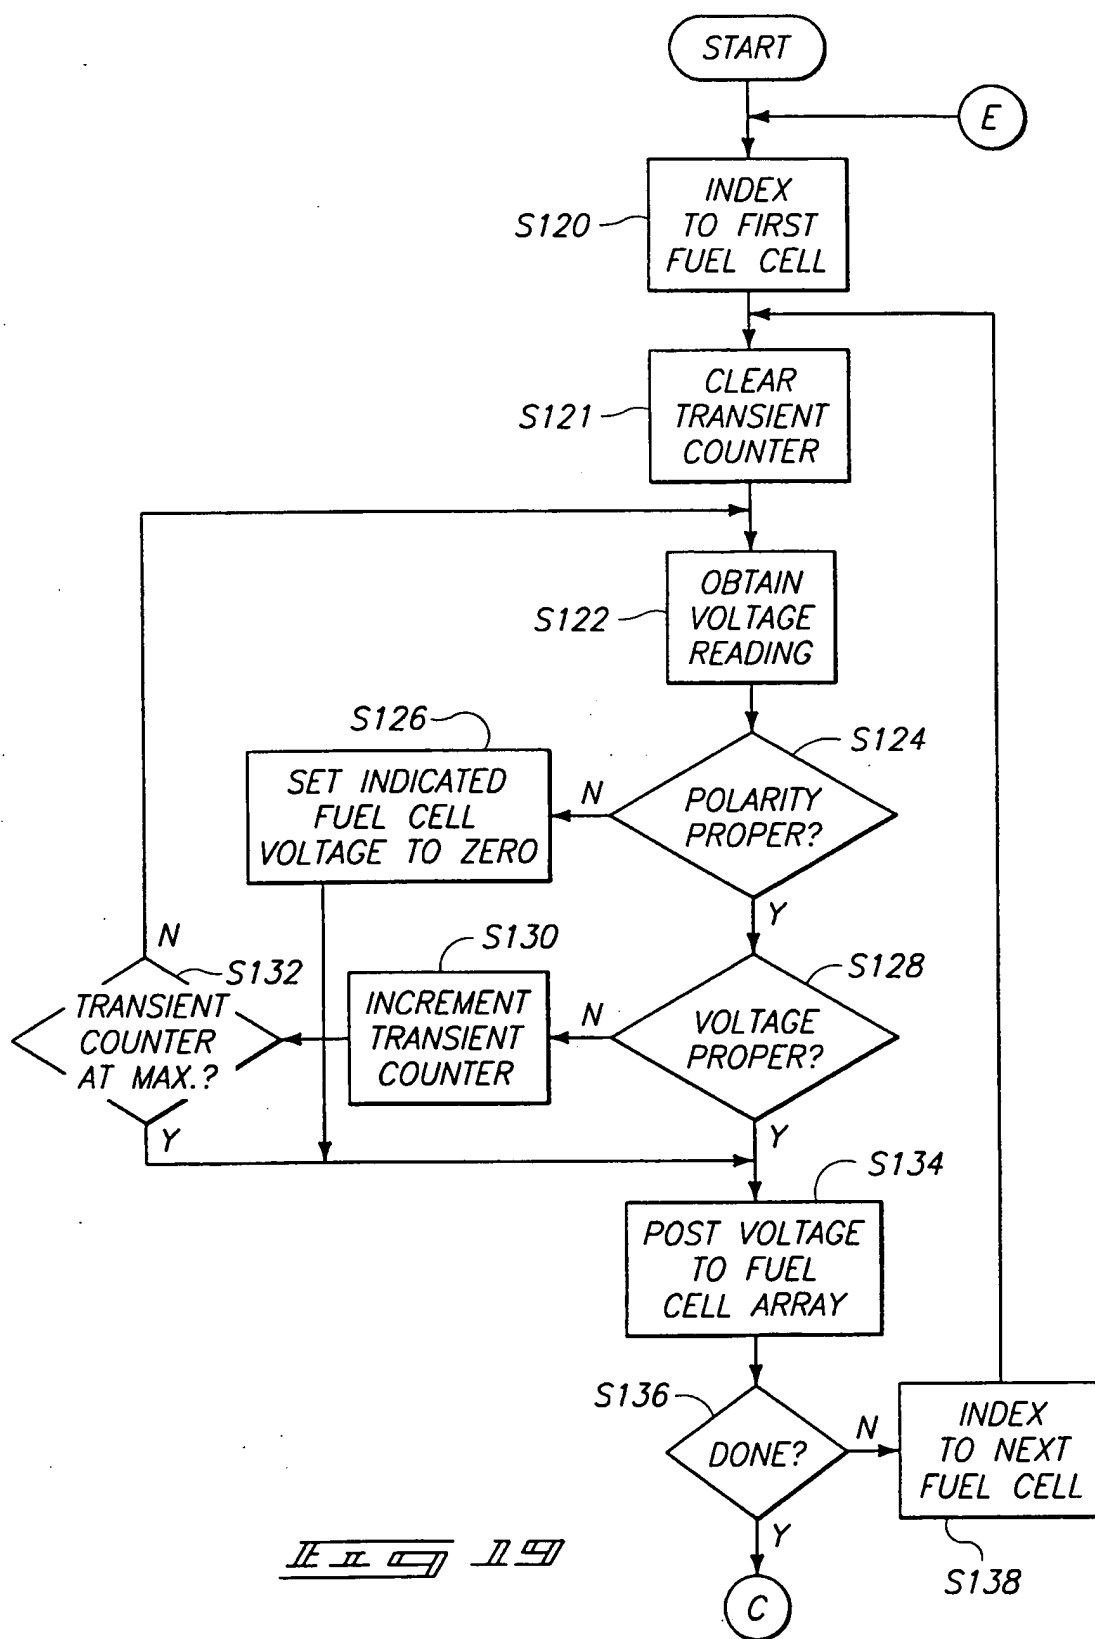 START
E
INDEX
TO FIRST
FUEL CELL
S120
CLEAR
TRANSIENT
COUNTER
S121
OBTAIN
VOLTAGE
READING
S122
S126
SET INDICATED
FUEL CELL
VOLTAGE TO ZERO
N
POLARITY
PROPER?
S124
Y
N
S132
TRANSIENT
COUNTER
AT MAX.?
Y
S130
INCREMENT
TRANSIENT
COUNTER
N
VOLTAGE
PROPER?
S128
Y
S134
POST VOLTAGE
TO FUEL
CELL ARRAY
S136
DONE?
N
Y
INDEX
TO NEXT
FUEL CELL
S138
C
FIG 19